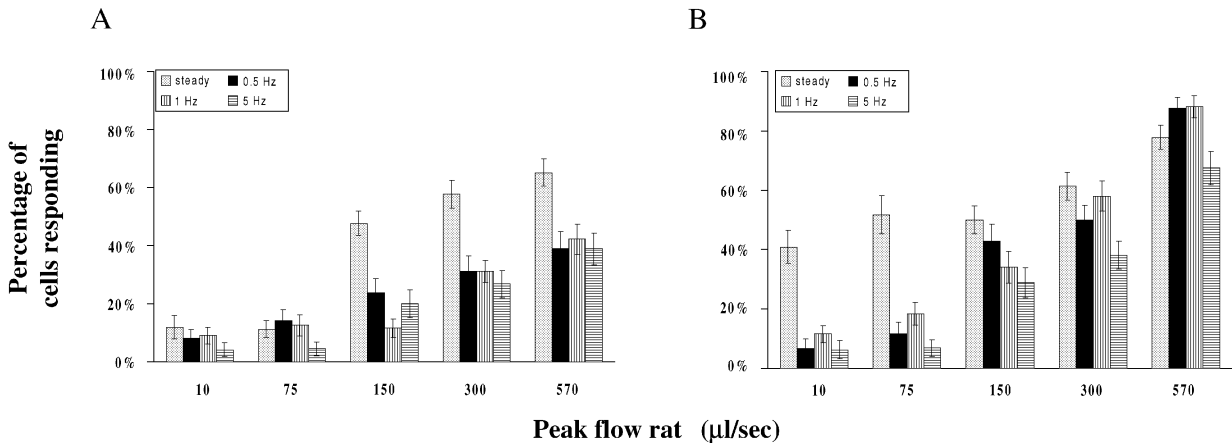 A
B
Percentage of
cells responding
100%
80%
60%
40%
20%
0%
steady
0.5 Hz
1 Hz
5 Hz
10
75
150
300
570
100%
80%
60%
40%
20%
0%
steady
0.5 Hz
1 Hz
5 Hz
10
75
150
300
570
Peak flow rat (µl/sec)